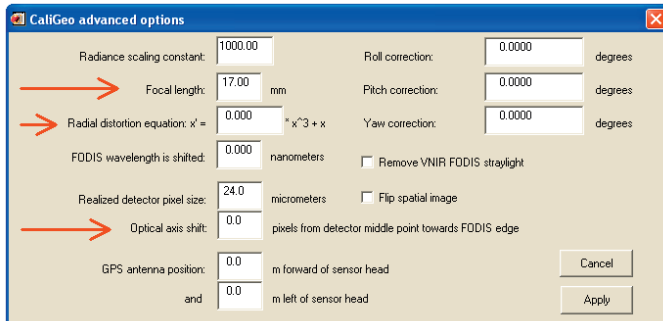 CaliGeo advanced options
Radiance scaling constant: 1000.00 Roll correction: 0.0000 degrees
Focal length: 17.00 mm Pitch correction: 0.0000 degrees
Radial distortion equation: x' = 0.000 * x^3 + x Yaw correction: 0.0000 degrees
FODIS wavelength is shifted: 0.000 nanometers Remove VNIR FODIS straylight
Realized detector pixel size: 24.0 micrometers Flip spatial image
Optical axis shift: 0.0 pixels from detector middle point towards FODIS edge
GPS antenna position: 0.0 m forward of sensor head Cancel
and 0.0 m left of sensor head Apply